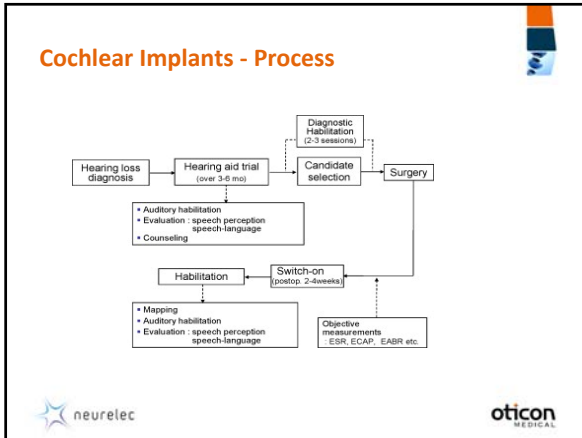 Cochlear Implants - Process
Diagnostic
Habilitation
(2-3 sessions)
Hearing loss
diagnosis
Hearing aid trial
(over 3-6 mo)
Candidate
selection
Surgery
▪ Auditory habilitation
▪ Evaluation : speech perception
speech-language
▪ Counseling
Habilitation
Switch-on
(postop. 2-4weeks)
▪ Mapping
▪ Auditory habilitation
▪ Evaluation : speech perception
speech-language
Objective
measurements
: ESR, ECAP, EABR etc.
neurelec
oticon
MEDICAL